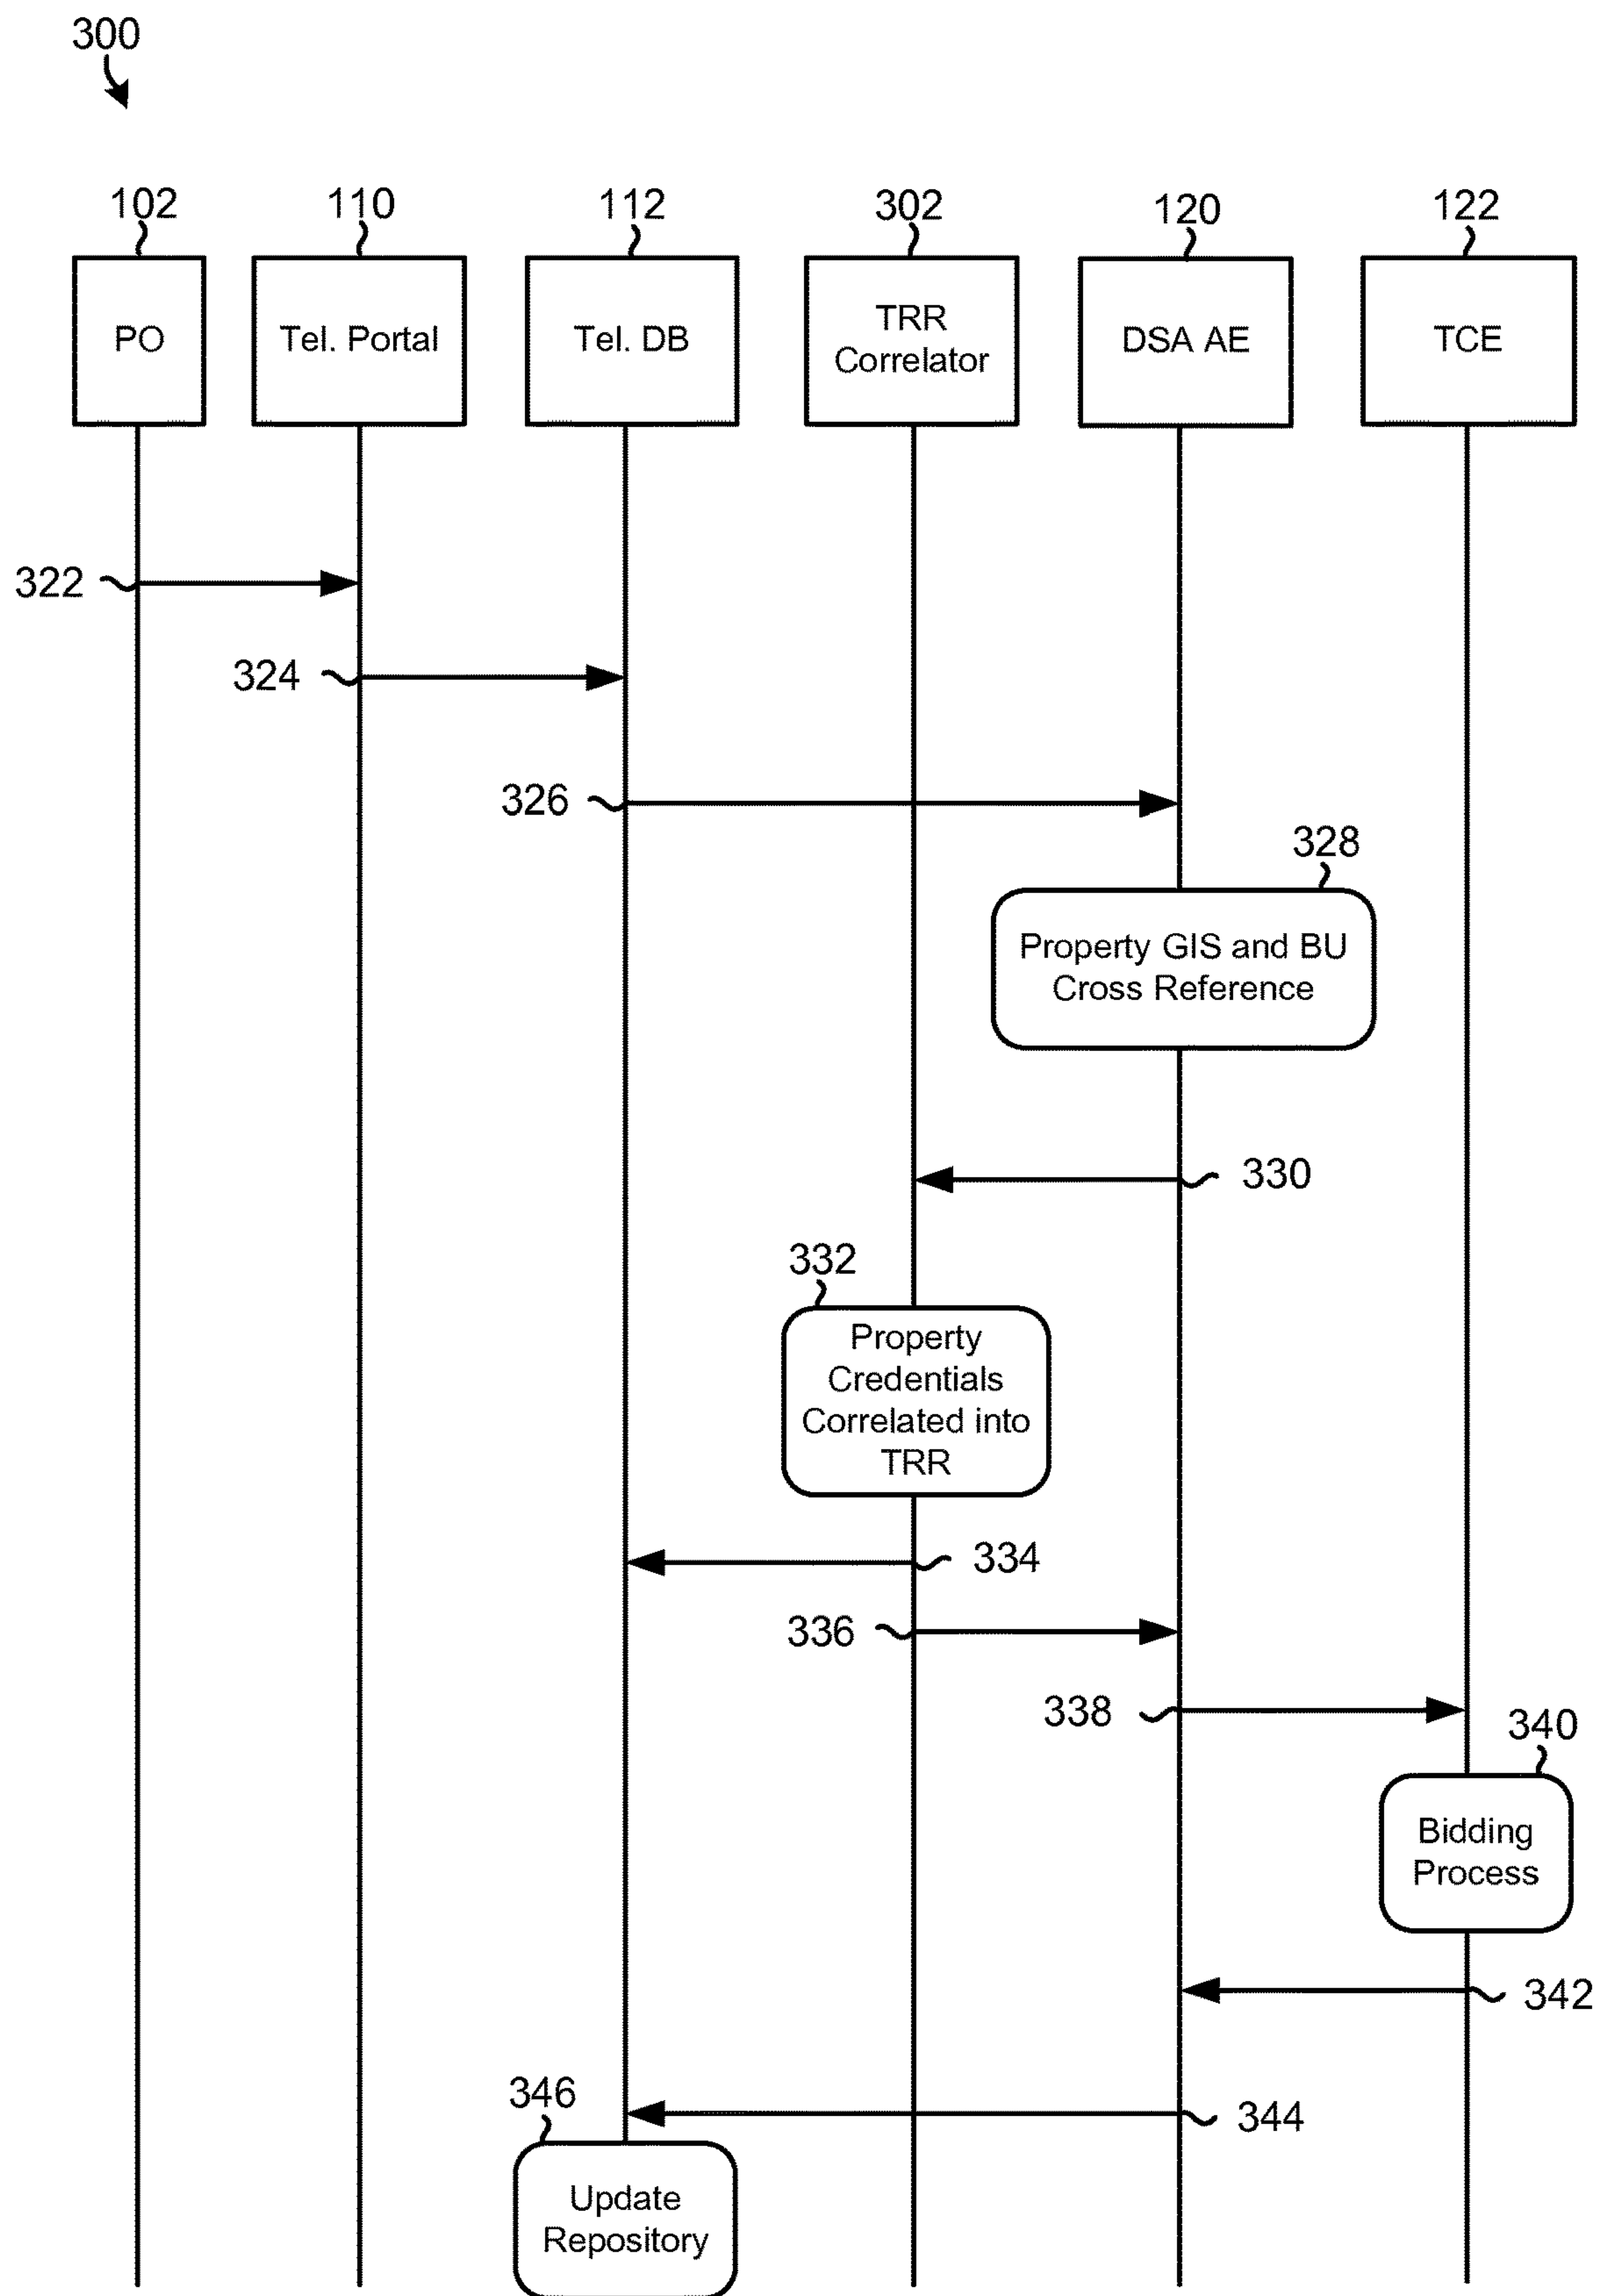 300
102
110
112
302
120
122
PO
Tel. Portal
Tel. DB
TRR
Correlator
DSA AE
TCE
322
324
326
328
Property GIS and BU
Cross Reference
330
332
Property
Credentials
Correlated into
TRR
334
336
338
340
Bidding
Process
342
346
344
Update
Repository